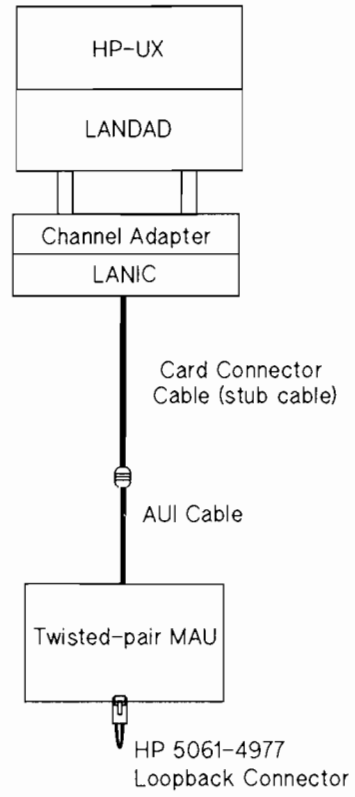 HP-UX
LANDAD
Channel Adapter
LANIC
Card Connector
Cable (stub cable)
AUI Cable
Twisted-pair MAU
HP 5061-4977
Loopback Connector